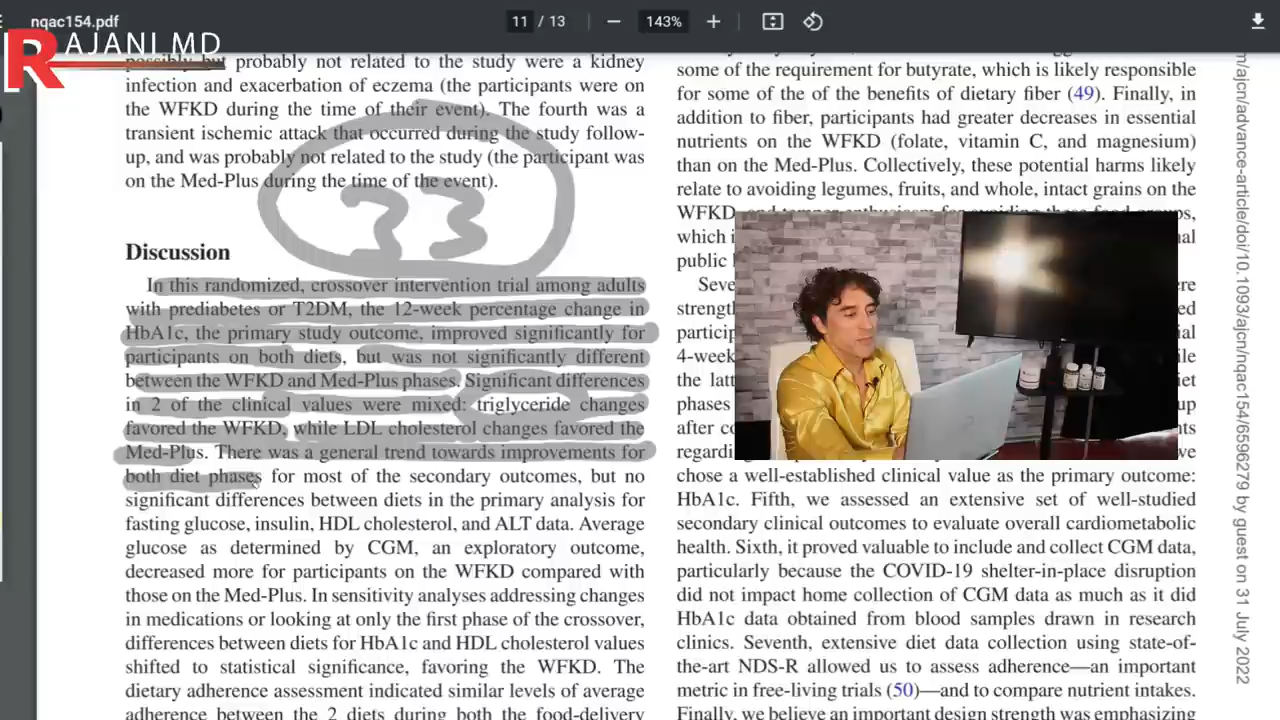 nqac154.pdf
11 / 13
143%
RAJANI MD
possibly but probably not related to the study were a kidney
infection and exacerbation of eczema (the participants were on
the WFKD during the time of their event). The fourth was a
transient ischemic attack that occurred during the study follow-
up, and was probably not related to the study (the participant was
on the Med-Plus during the time of the event).
33
Discussion
In this randomized, crossover intervention trial among adults
with prediabetes or T2DM, the 12-week percentage change in
HbA1c, the primary study outcome, improved significantly for
participants on both diets, but was not significantly different
between the WFKD and Med-Plus phases. Significant differences
in 2 of the clinical values were mixed: triglyceride changes
favored the WFKD, while LDL cholesterol changes favored the
Med-Plus. There was a general trend towards improvements for
both diet phases for most of the secondary outcomes, but no
significant differences between diets in the primary analysis for
fasting glucose, insulin, HDL cholesterol, and ALT data. Average
glucose as determined by CGM, an exploratory outcome,
decreased more for participants on the WFKD compared with
those on the Med-Plus. In sensitivity analyses addressing changes
in medications or looking at only the first phase of the crossover,
differences between diets for HbA1c and HDL cholesterol values
shifted to statistical significance, favoring the WFKD. The
dietary adherence assessment indicated similar levels of average
adherence between the 2 diets during both the food-delivery
some of the requirement for butyrate, which is likely responsible
for some of the of the benefits of dietary fiber (49). Finally, in
addition to fiber, participants had greater decreases in essential
nutrients on the WFKD (folate, vitamin C, and magnesium)
than on the Med-Plus. Collectively, these potential harms likely
relate to avoiding legumes, fruits, and whole, intact grains on the
WFKD, and temper enthusiasm for avoiding these food groups,
which
public
strengt
particip
4-week
the latt
phases
after c
regardi
chose a well-established clinical value as the primary outcome:
HbA1c. Fifth, we assessed an extensive set of well-studied
secondary clinical outcomes to evaluate overall cardiometabolic
health. Sixth, it proved valuable to include and collect CGM data,
particularly because the COVID-19 shelter-in-place disruption
did not impact home collection of CGM data as much as it did
HbA1c data obtained from blood samples drawn in research
clinics. Seventh, extensive diet data collection using state-of-
the-art NDS-R allowed us to assess adherence—an important
metric in free-living trials (50)—and to compare nutrient intakes.
Finally, we believe an important design strength was emphasizing
m/ajcn/advance-article/doi/10.1093/ajcn/nqac154/6596279 by guest on 31 July 2022